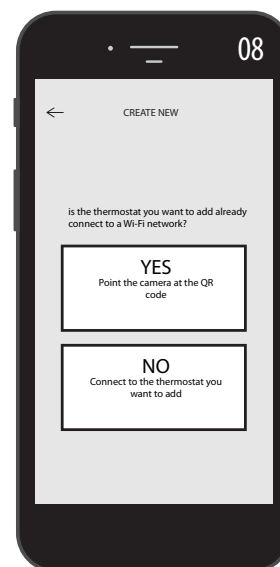 08
CREATE NEW
is the thermostat you want to add already
connect to a Wi-Fi network?
YES
Point the camera at the QR
code
NO
Connect to the thermostat you
want to add